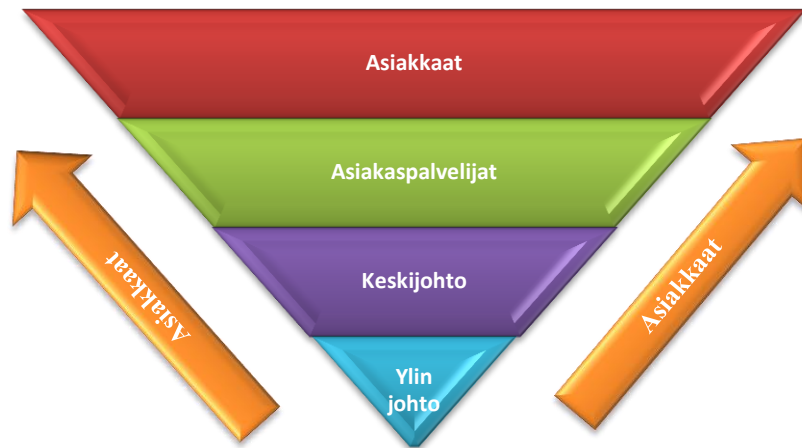 Asiakkaat
Asiakaspalvelijat
Keskijohto
Ylin
johto
Asiakkaat
Asiakkaat